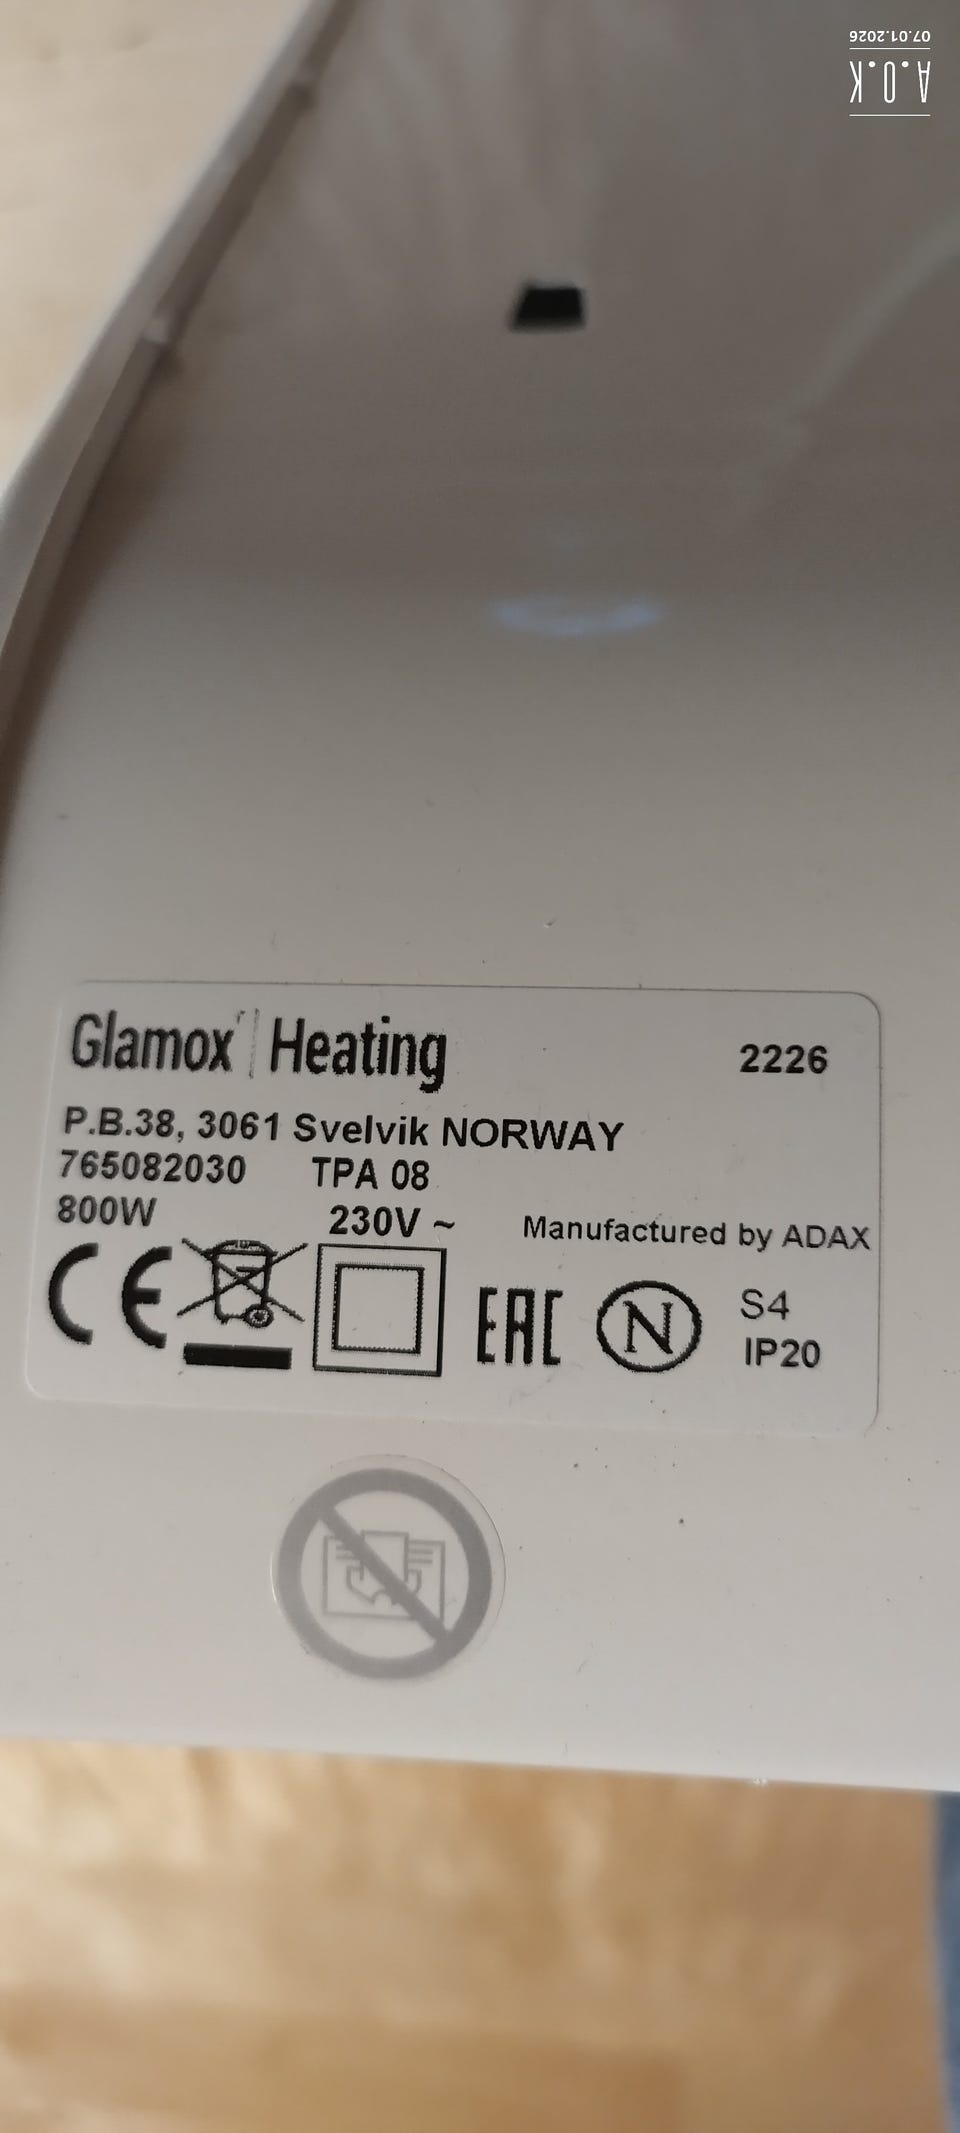 07.01.2026
A.O.K
Glamox Heating 2226
P.B.38, 3061 Svelvik NORWAY
765082030 TPA 08
800W 230V ~ Manufactured by ADAX
CE EAC N S4
IP20